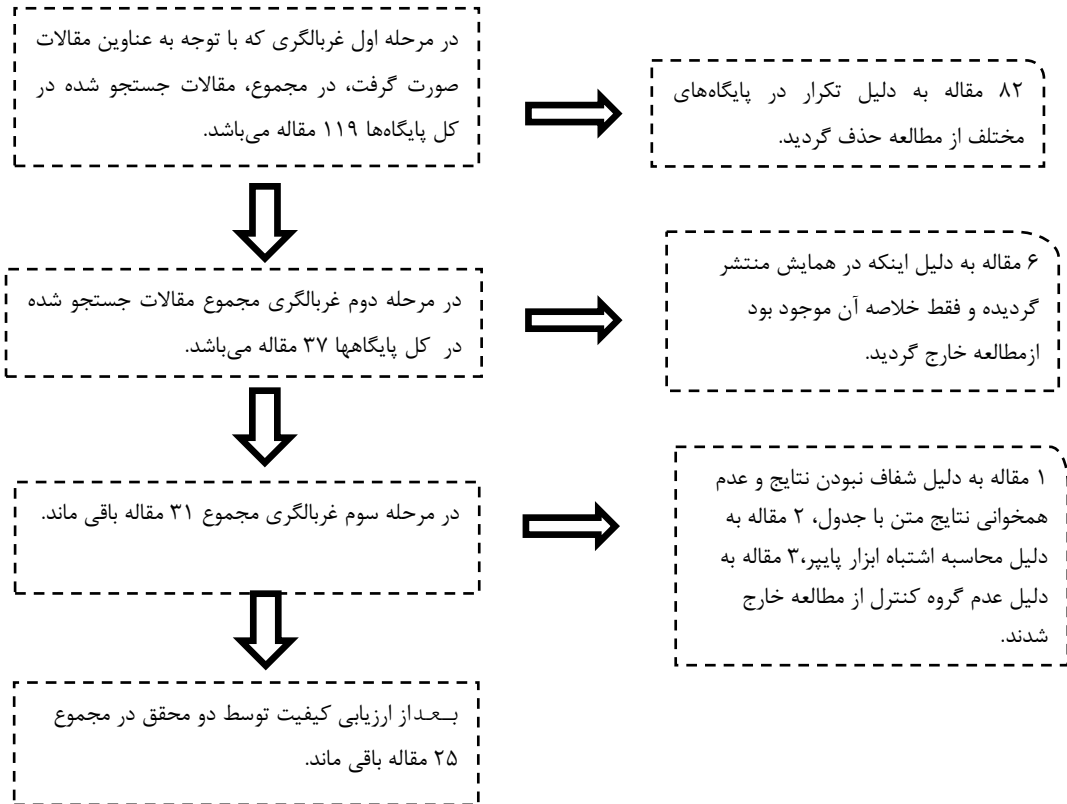 در مرحله اول غربالگری که با توجه به عناوین مقالات
صورت گرفت، در مجموع، مقالات جستجو شده در
کل پایگاه‌ها ۱۱۹ مقاله می‌باشد.
۸۲ مقاله به دلیل تکرار در پایگاه‌های
مختلف از مطالعه حذف گردید.
در مرحله دوم غربالگری مجموع مقالات جستجو شده
در کل پایگاهها ۳۷ مقاله می‌باشد.
۶ مقاله به دلیل اینکه در همایش منتشر
گردیده و فقط خلاصه آن موجود بود
ازمطالعه خارج گردید.
در مرحله سوم غربالگری مجموع ۳۱ مقاله باقی ماند.
۱ مقاله به دلیل شفاف نبودن نتایج و عدم
همخوانی نتایج متن با جدول، ۲ مقاله به
دلیل محاسبه اشتباه ابزار پایپر،۳ مقاله به
دلیل عدم گروه کنترل از مطالعه خارج
شدند.
بـعـداز ارزیابی کیفیت توسط دو محقق در مجموع
۲۵ مقاله باقی ماند.